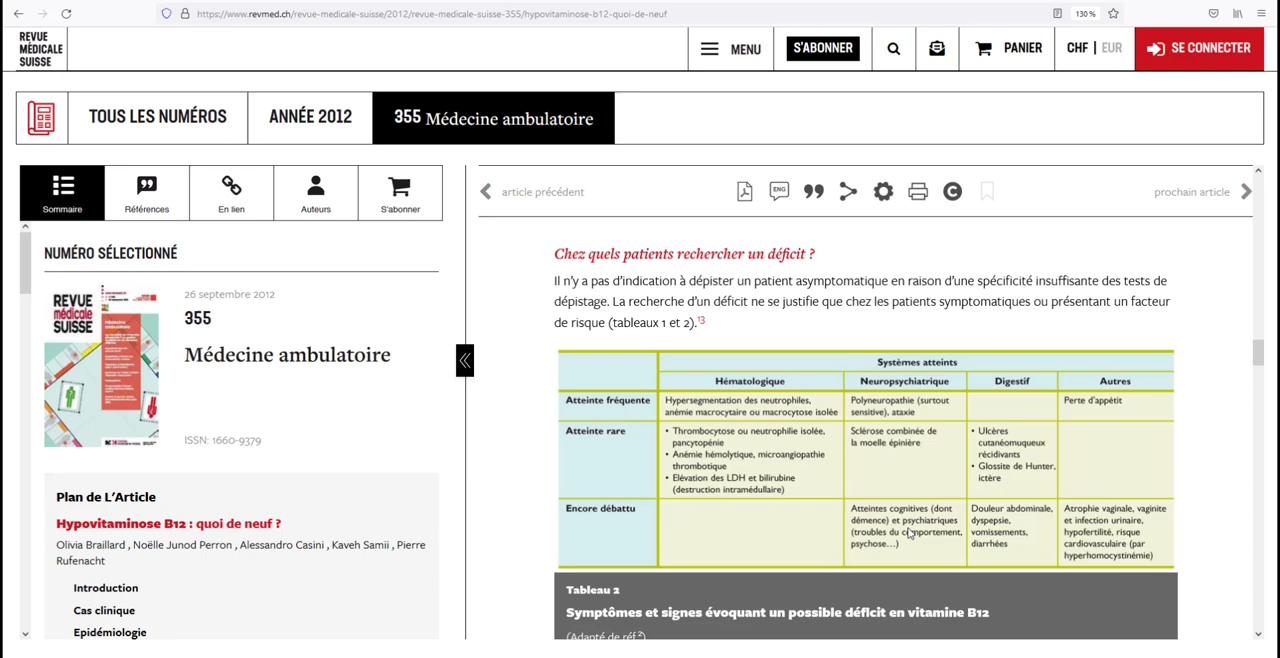 https://www.revmed.ch/revue-medicale-suisse/2012/revue-medicale-suisse-355/hypovitaminose-b12-quoi-de-neuf
130 %
REVUE
MÉDICALE
SUISSE
MENU
S'ABONNER
PANIER
CHF | EUR
SE CONNECTER
TOUS LES NUMÉROS
ANNÉE 2012
355 Médecine ambulatoire
Sommaire
Références
En lien
Auteurs
S'abonner
article précédent
ENG
prochain article
NUMÉRO SÉLECTIONNÉ
REVUE
médicale
SUISSE
26 septembre 2012
355
Médecine ambulatoire
ISSN: 1660-9379
Plan de L'Article
Hypovitaminose B12 : quoi de neuf ?
Olivia Braillard , Noëlle Junod Perron , Alessandro Casini , Kaveh Samii , Pierre
Rufenacht
Introduction
Cas clinique
Epidémiologie
Chez quels patients rechercher un déficit ?
Il n'y a pas d'indication à dépister un patient asymptomatique en raison d'une spécificité insuffisante des tests de
dépistage. La recherche d'un déficit ne se justifie que chez les patients symptomatiques ou présentant un facteur
de risque (tableaux 1 et 2).13
Systèmes atteints
Hématologique
Neuropsychiatrique
Digestif
Autres
Atteinte fréquente
Hypersegmentation des neutrophiles,
anémie macrocytaire ou macrocytose isolée
Polyneuropathie (surtout
sensitive), ataxie
Perte d'appétit
Atteinte rare
• Thrombocytose ou neutrophilie isolée,
pancytopénie
• Anémie hémolytique, microangiopathie
thrombotique
• Elévation des LDH et bilirubine
(destruction intramédullaire)
Sclérose combinée de
la moelle épinière
• Ulcères
cutanéomuqueux
récidivants
• Glossite de Hunter,
ictère
Encore débattu
Atteintes cognitives (dont
démence) et psychiatriques
(troubles du comportement,
psychose...)
Douleur abdominale,
dyspepsie,
vomissements,
diarrhées
Atrophie vaginale, vaginite
et infection urinaire,
hypofertilité, risque
cardiovasculaire (par
hyperhomocystinémie)
Tableau 2
Symptômes et signes évoquant un possible déficit en vitamine B12
(Adapté de réf.2)